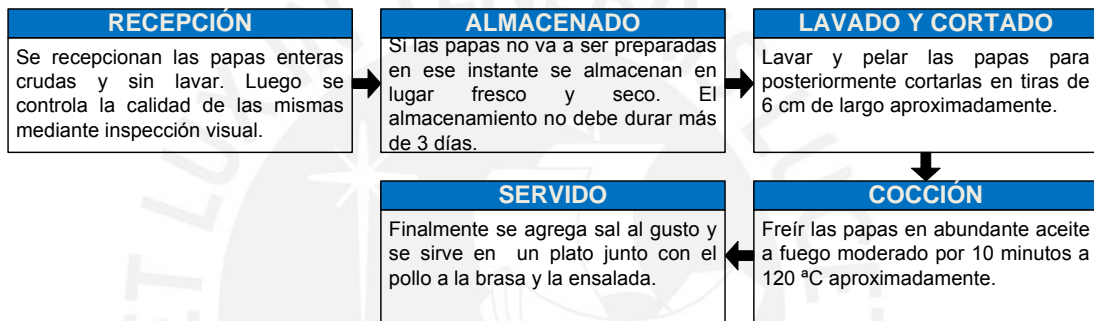 RECEPCIÓN
Se recepcionan las papas enteras
crudas y sin lavar. Luego se
controla la calidad de las mismas
mediante inspección visual.
ALMACENADO
Si las papas no va a ser preparadas
en ese instante se almacenan en
lugar fresco y seco. El
almacenamiento no debe durar más
de 3 días.
LAVADO Y CORTADO
Lavar y pelar las papas para
posteriormente cortarlas en tiras de
6 cm de largo aproximadamente.
COCCIÓN
Freír las papas en abundante aceite
a fuego moderado por 10 minutos a
120 ªC aproximadamente.
SERVIDO
Finalmente se agrega sal al gusto y
se sirve en un plato junto con el
pollo a la brasa y la ensalada.